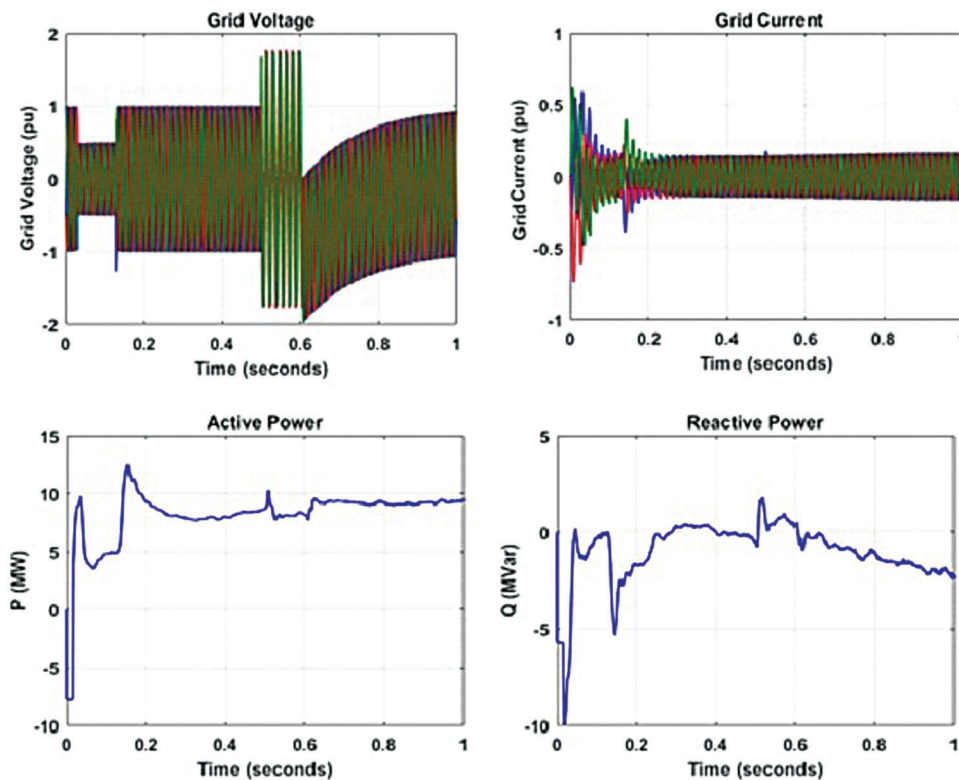 Grid Voltage
2
1
0
-1
-2
Grid Voltage (pu)
0 0.2 0.4 0.6 0.8 1
Time (seconds)
Grid Current
1
0.5
0
-0.5
-1
Grid Current (pu)
0 0.2 0.4 0.6 0.8 1
Time (seconds)
Active Power
15
10
5
0
-5
-10
P (MW)
0 0.2 0.4 0.6 0.8 1
Time (seconds)
Reactive Power
5
0
-5
-10
Q (MVar)
0 0.2 0.4 0.6 0.8 1
Time (seconds)